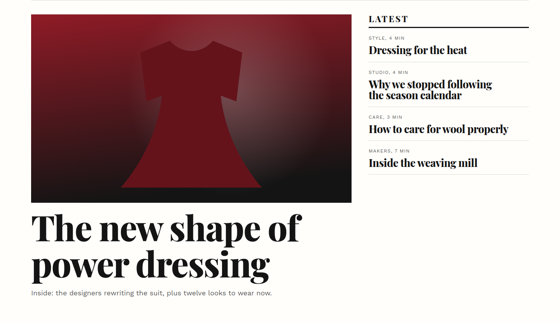 The new shape of
power dressing
Inside: the designers rewriting the suit, plus twelve looks to wear now.
LATEST
STYLE, 4 MIN
Dressing for the heat
STUDIO, 4 MIN
Why we stopped following
the season calendar
CARE, 3 MIN
How to care for wool properly
MAKERS, 7 MIN
Inside the weaving mill